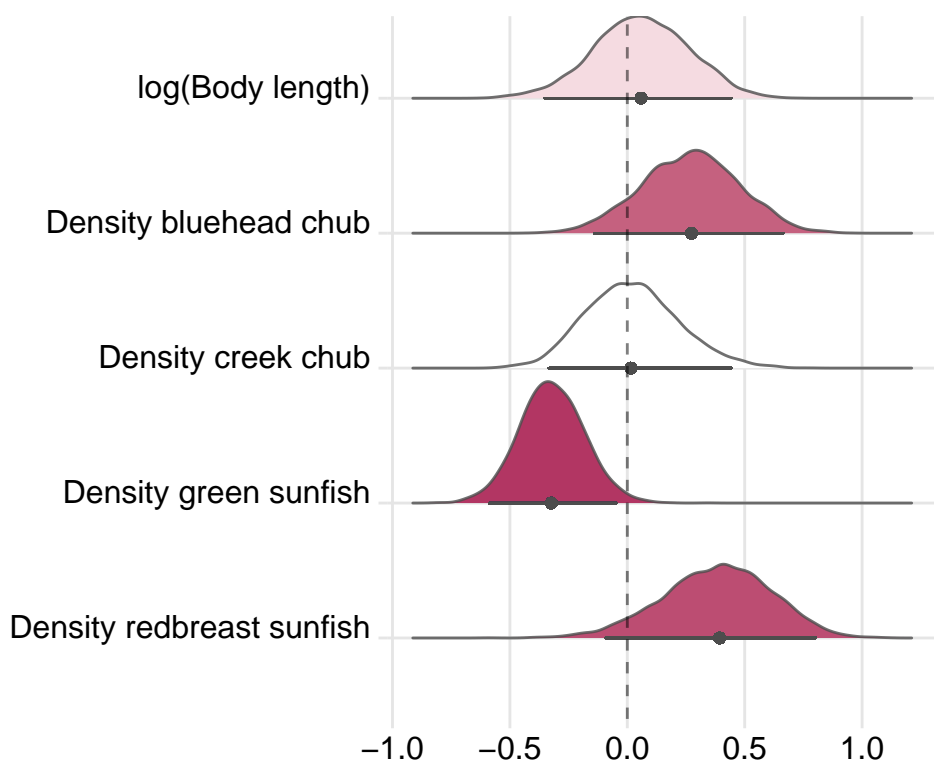 log(Body length)
Density bluehead chub
Density creek chub
Density green sunfish
Density redbreast sunfish
−1.0 −0.5 0.0 0.5 1.0